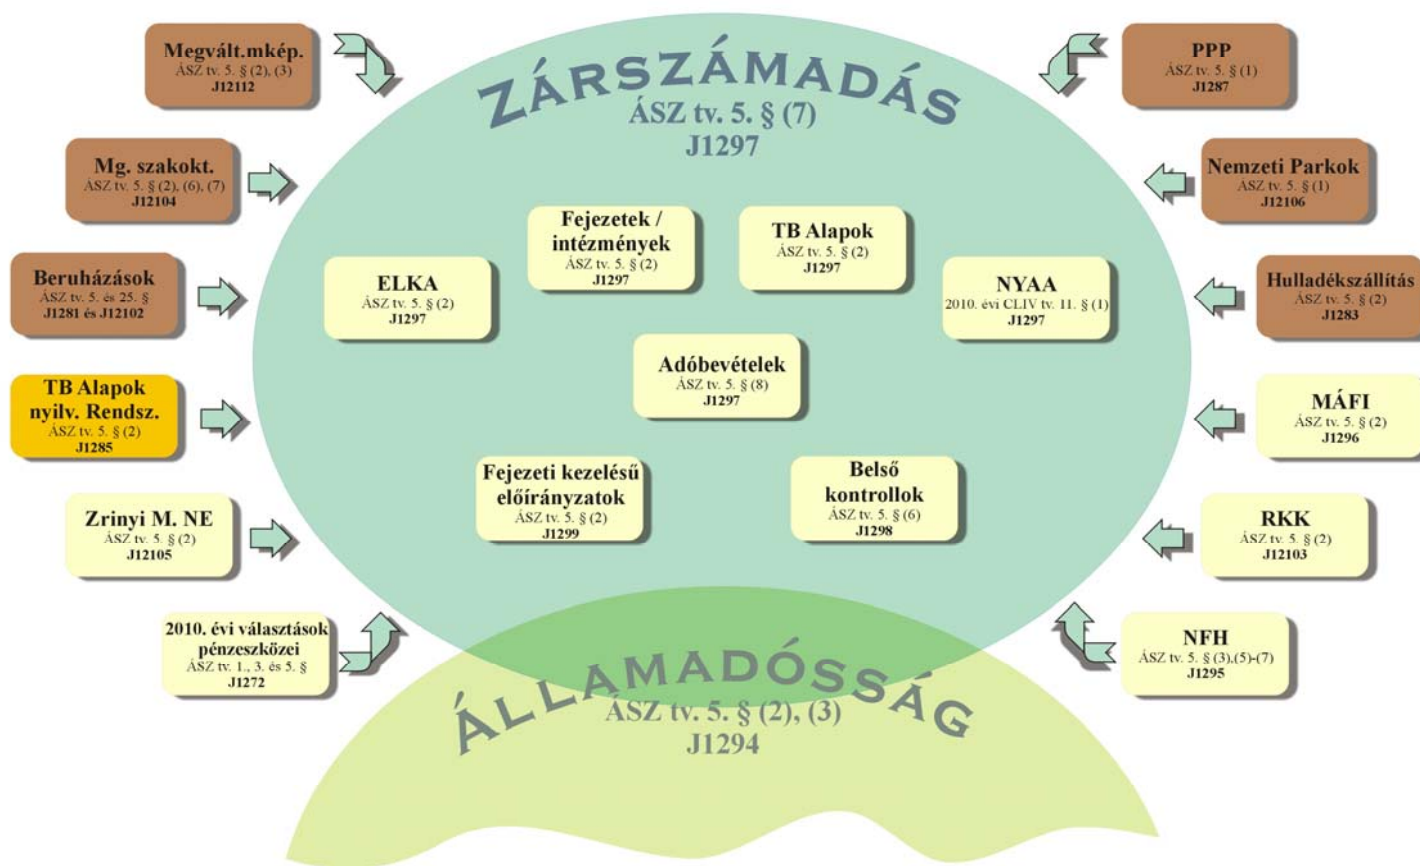 Megvált.mkép.
ÁSZ tv. 5. § (2), (3)
J12112
Mg. szakokt.
ÁSZ tv. 5. § (2), (6), (7)
J12104
Beruházások
ÁSZ tv. 5. és 25. §
J1281 és J12102
TB Alapok
nyilv. Rendsz.
ÁSZ tv. 5. § (2)
J1285
Zrinyi M. NE
ÁSZ tv. 5. § (2)
J12105
2010. évi választások
pénzeszközei
ÁSZ tv. 1., 3. és 5. §
J1272
ZÁRSZÁMADÁS
ÁSZ tv. 5. § (7)
J1297
Fejezetek /
intézmények
ÁSZ tv. 5. § (2)
J1297
TB Alapok
ÁSZ tv. 5. § (2)
J1297
ELKA
ÁSZ tv. 5. § (2)
J1297
NYAA
2010. évi CLIV tv. 11. § (1)
J1297
Adóbevételek
ÁSZ tv. 5. § (8)
J1297
Fejezeti kezelésű
előírányzatok
ÁSZ tv. 5. § (2)
J1299
Belső
kontrollok
ÁSZ tv. 5. § (6)
J1298
ÁLLAMADÓSSÁG
ÁSZ tv. 5. § (2), (3)
J1294
PPP
ÁSZ tv. 5. § (1)
J1287
Nemzeti Parkok
ÁSZ tv. 5. § (1)
J12106
Hulladékszállítás
ÁSZ tv. 5. § (2)
J1283
MÁFI
ÁSZ tv. 5. § (2)
J1296
RKK
ÁSZ tv. 5. § (2)
J12103
NFH
ÁSZ tv. 5. § (3),(5)-(7)
J1295